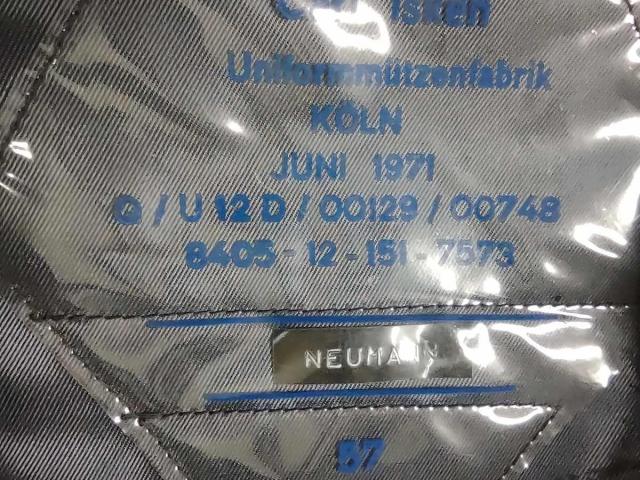 Isken
Uniformmützenfabrik
KÖLN
JUNI 1971
Q / U 12 D / 00129 / 00748
8405 - 12 - 151 - 7573
NEUMANN
57